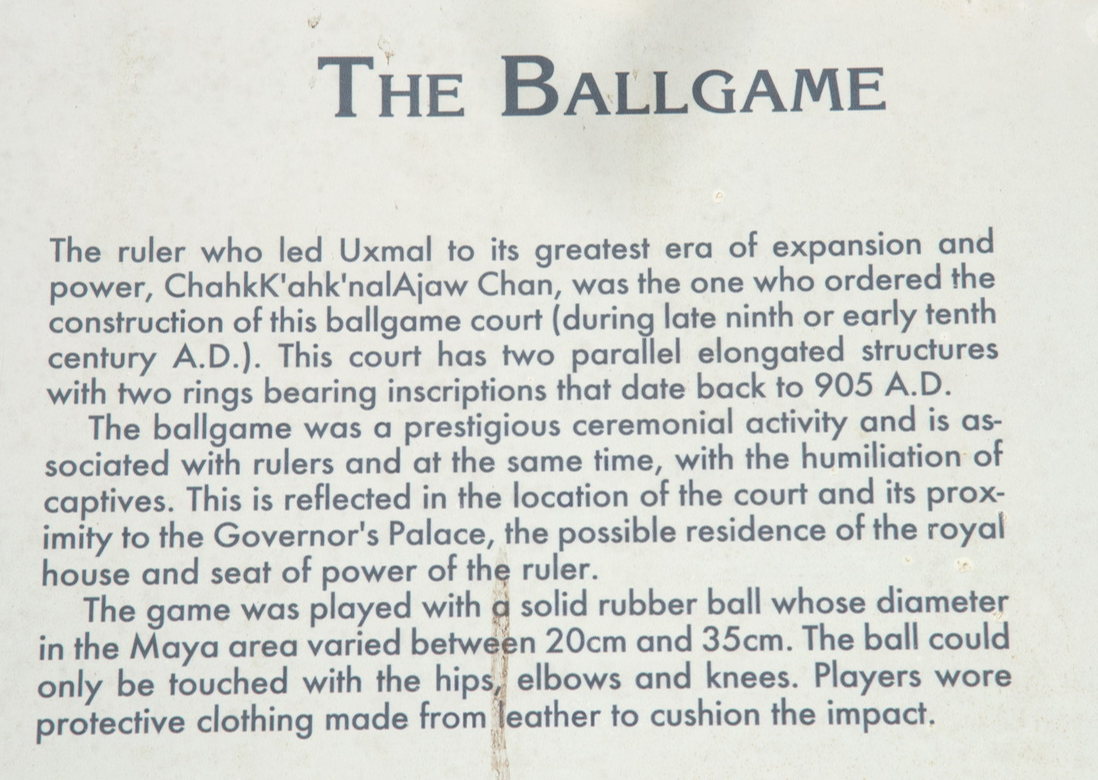 THE BALLGAME
The ruler who led Uxmal to its greatest era of expansion and
power, ChahkK'ahk'nalAjaw Chan, was the one who ordered the
construction of this ballgame court (during late ninth or early tenth
century A.D.). This court has two parallel elongated structures
with two rings bearing inscriptions that date back to 905 A.D.
The ballgame was a prestigious ceremonial activity and is as-
sociated with rulers and at the same time, with the humiliation of
captives. This is reflected in the location of the court and its prox-
imity to the Governor's Palace, the possible residence of the royal
house and seat of power of the ruler.
The game was played with a solid rubber ball whose diameter
in the Maya area varied between 20cm and 35cm. The ball could
only be touched with the hips, elbows and knees. Players wore
protective clothing made from leather to cushion the impact.